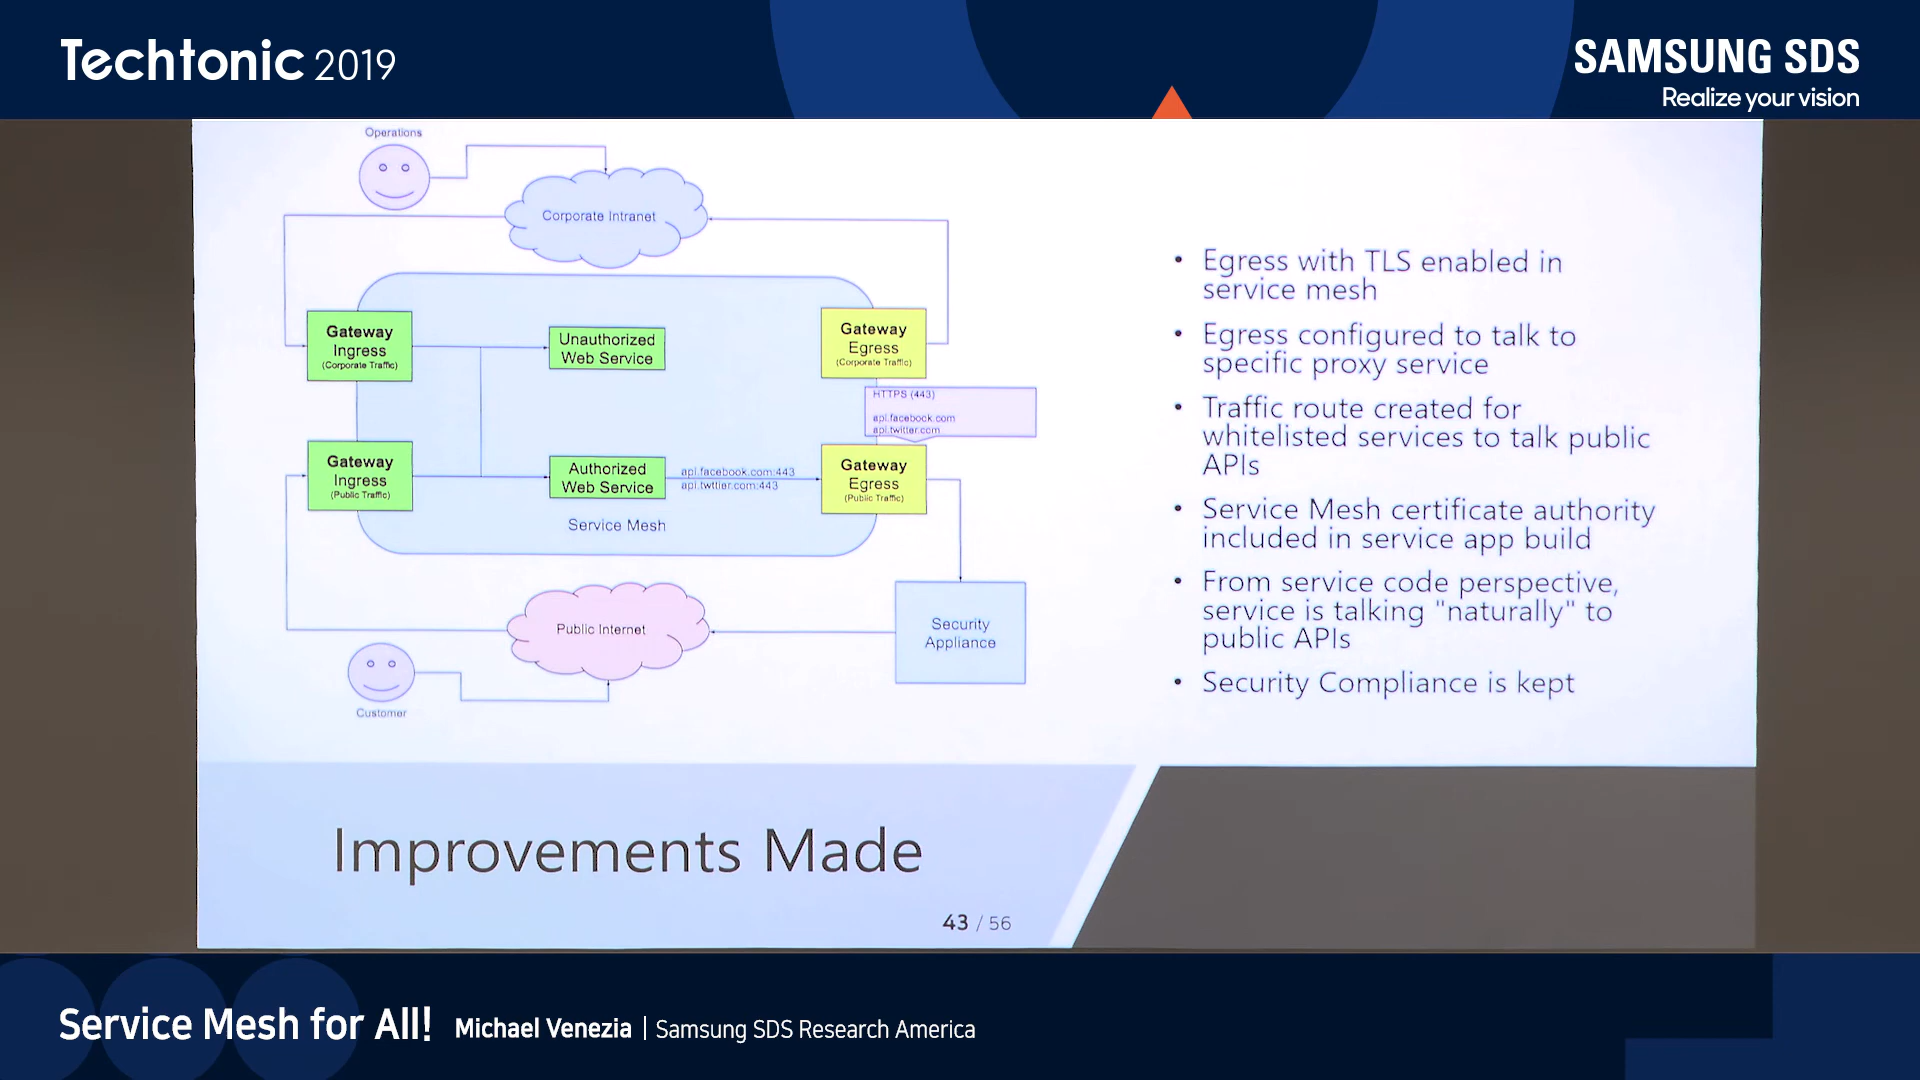 Techtonic 2019
SAMSUNG SDS
Realize your vision
Operations
Corporate Intranet
Gateway
Ingress
(Corporate Traffic)
Unauthorized
Web Service
Gateway
Egress
(Corporate Traffic)
HTTPS (443)
api.facebook.com
api.twitter.com
Gateway
Ingress
(Public Traffic)
Authorized
Web Service
api.facebook.com:443
api.twttier.com:443
Gateway
Egress
(Public Traffic)
Service Mesh
Public Internet
Security
Appliance
Customer
• Egress with TLS enabled in
service mesh
• Egress configured to talk to
specific proxy service
• Traffic route created for
whitelisted services to talk public
APIs
• Service Mesh certificate authority
included in service app build
• From service code perspective,
service is talking "naturally" to
public APIs
• Security Compliance is kept
Improvements Made
43 / 56
Service Mesh for All! Michael Venezia | Samsung SDS Research America